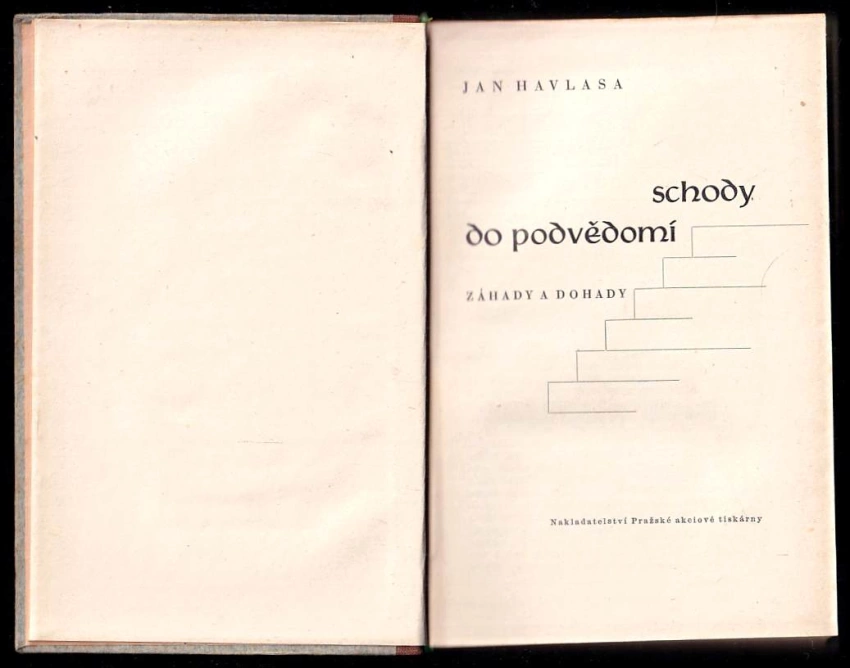 JAN HAVLASA
schody
do podvědomí
ZÁHADY A DOHADY
Nakladatelství Pražské akciové tiskárny